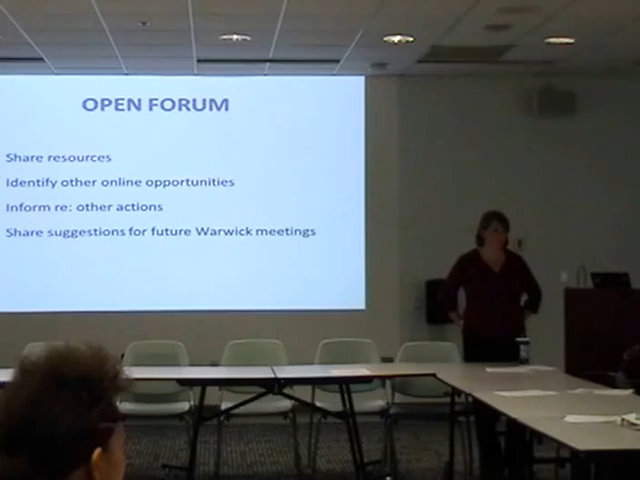 OPEN FORUM
Share resources
Identify other online opportunities
Inform re: other actions
Share suggestions for future Warwick meetings